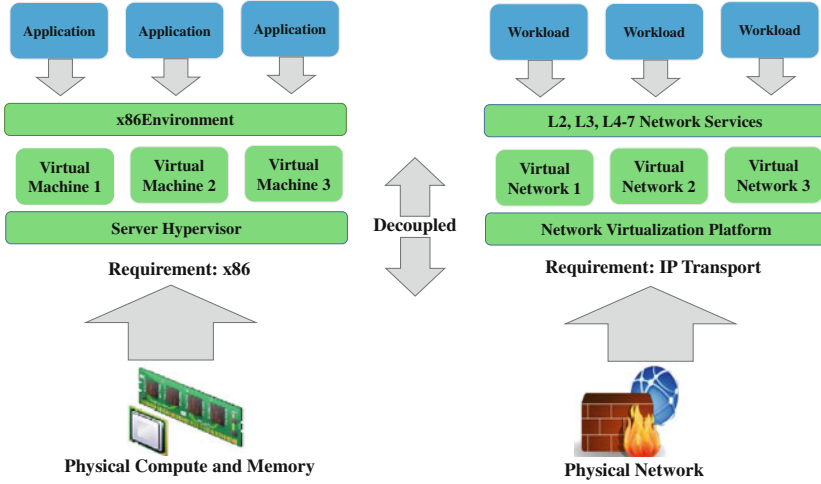 Application
Application
Application
x86Environment
Virtual
Machine 1
Virtual
Machine 2
Virtual
Machine 3
Server Hypervisor
Requirement: x86
Physical Compute and Memory
Decoupled
Workload
Workload
Workload
L2, L3, L4-7 Network Services
Virtual
Network 1
Virtual
Network 2
Virtual
Network 3
Network Virtualization Platform
Requirement: IP Transport
Physical Network